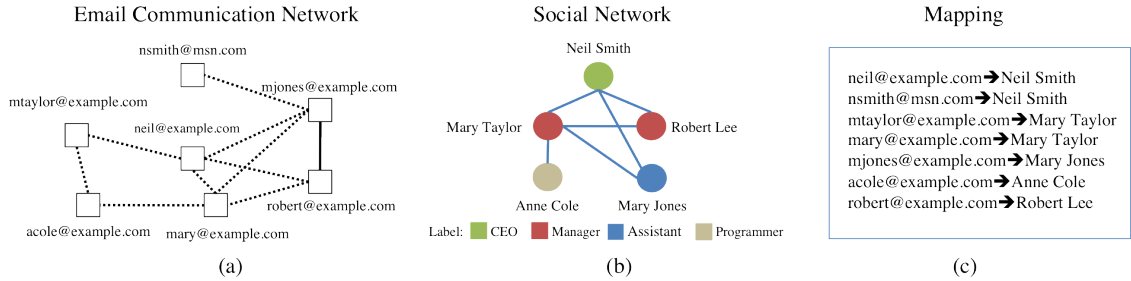 Email Communication Network
nsmith@msn.com
mjones@example.com
mtaylor@example.com
neil@example.com
robert@example.com
acole@example.com
mary@example.com
(a)
Social Network
Neil Smith
Mary Taylor
Robert Lee
Anne Cole
Mary Jones
Label: CEO Manager Assistant Programmer
(b)
Mapping
neil@example.com➔Neil Smith
nsmith@msn.com➔Neil Smith
mtaylor@example.com➔Mary Taylor
mary@example.com➔Mary Taylor
mjones@example.com➔Mary Jones
acole@example.com➔Anne Cole
robert@example.com➔Robert Lee
(c)